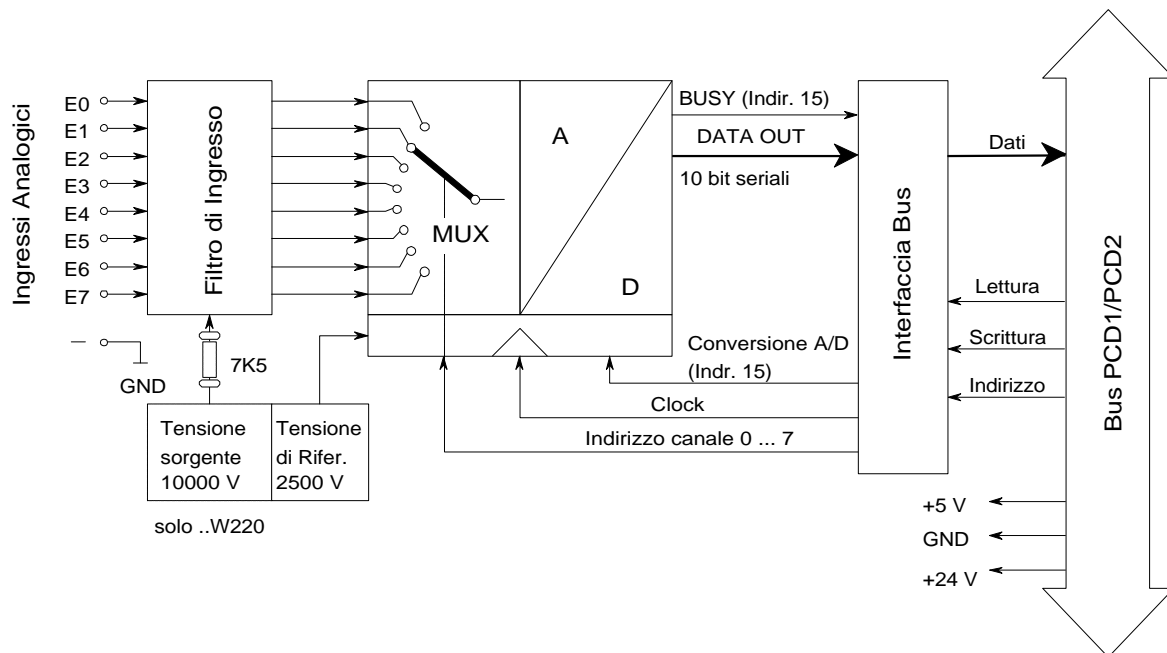 Ingressi Analogici
E0
E1
E2
E3
E4
E5
E6
E7
GND
Filtro di Ingresso
7K5
Tensione
sorgente
10000 V
Tensione
di Rifer.
2500 V
solo ..W220
MUX
A
D
BUSY (Indir. 15)
DATA OUT
10 bit seriali
Conversione A/D
(Indr. 15)
Clock
Indirizzo canale 0 ... 7
Interfaccia Bus
Dati
Lettura
Scrittura
Indirizzo
+5 V
GND
+24 V
Bus PCD1/PCD2